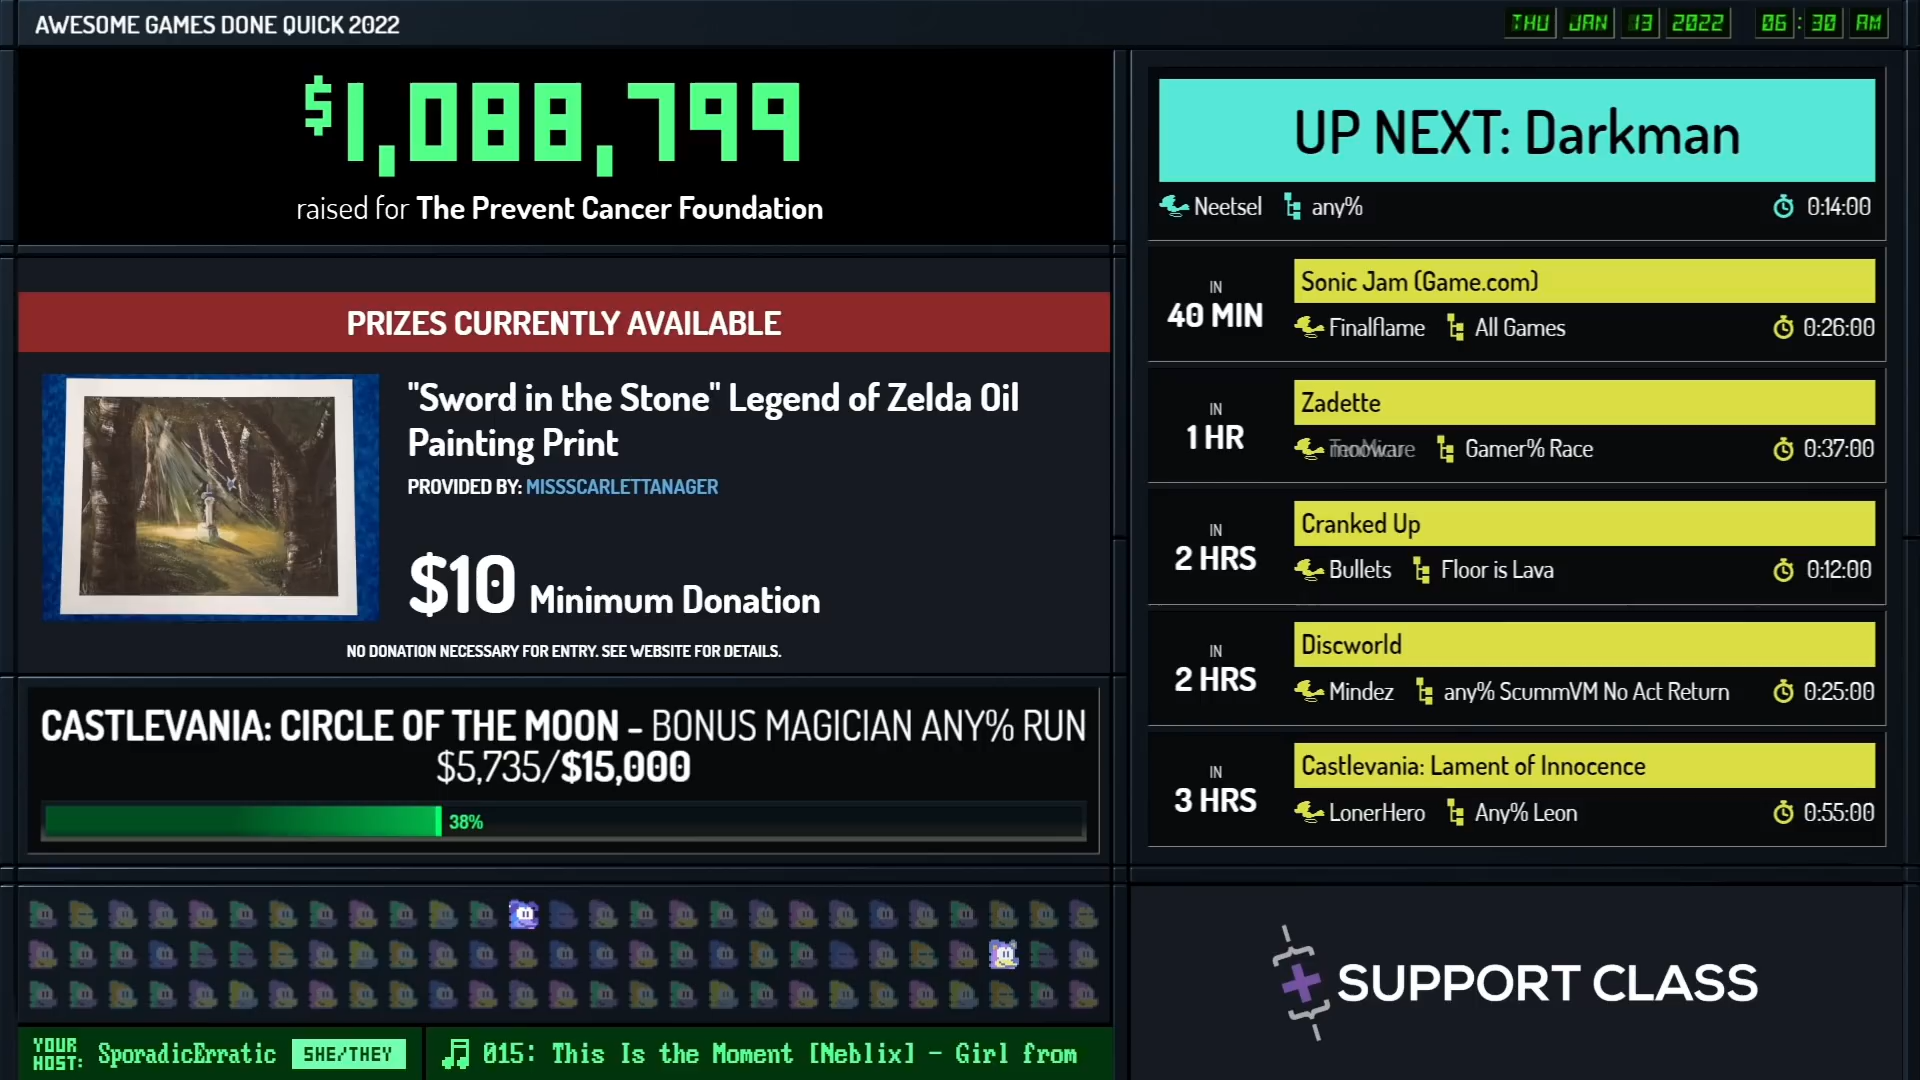 AWESOME GAMES DONE QUICK 2022
THU JAN 13 2022 06:30 AM
$1,088,799
raised for The Prevent Cancer Foundation
PRIZES CURRENTLY AVAILABLE
"Sword in the Stone" Legend of Zelda Oil
Painting Print
PROVIDED BY: MISSSCARLETTANAGER
$10 Minimum Donation
NO DONATION NECESSARY FOR ENTRY. SEE WEBSITE FOR DETAILS.
CASTLEVANIA: CIRCLE OF THE MOON - BONUS MAGICIAN ANY% RUN
$5,735/$15,000
38%
YOUR HOST: SporadicErratic SHE/THEY
015: This Is the Moment [Neblix] - Girl from
UP NEXT: Darkman
Neetsel any% 0:14:00
IN 40 MIN
Sonic Jam (Game.com)
Finalflame All Games 0:26:00
IN 1 HR
Zadette
Gamer% Race 0:37:00
IN 2 HRS
Cranked Up
Bullets Floor is Lava 0:12:00
IN 2 HRS
Discworld
Mindez any% ScummVM No Act Return 0:25:00
IN 3 HRS
Castlevania: Lament of Innocence
LonerHero Any% Leon 0:55:00
SUPPORT CLASS